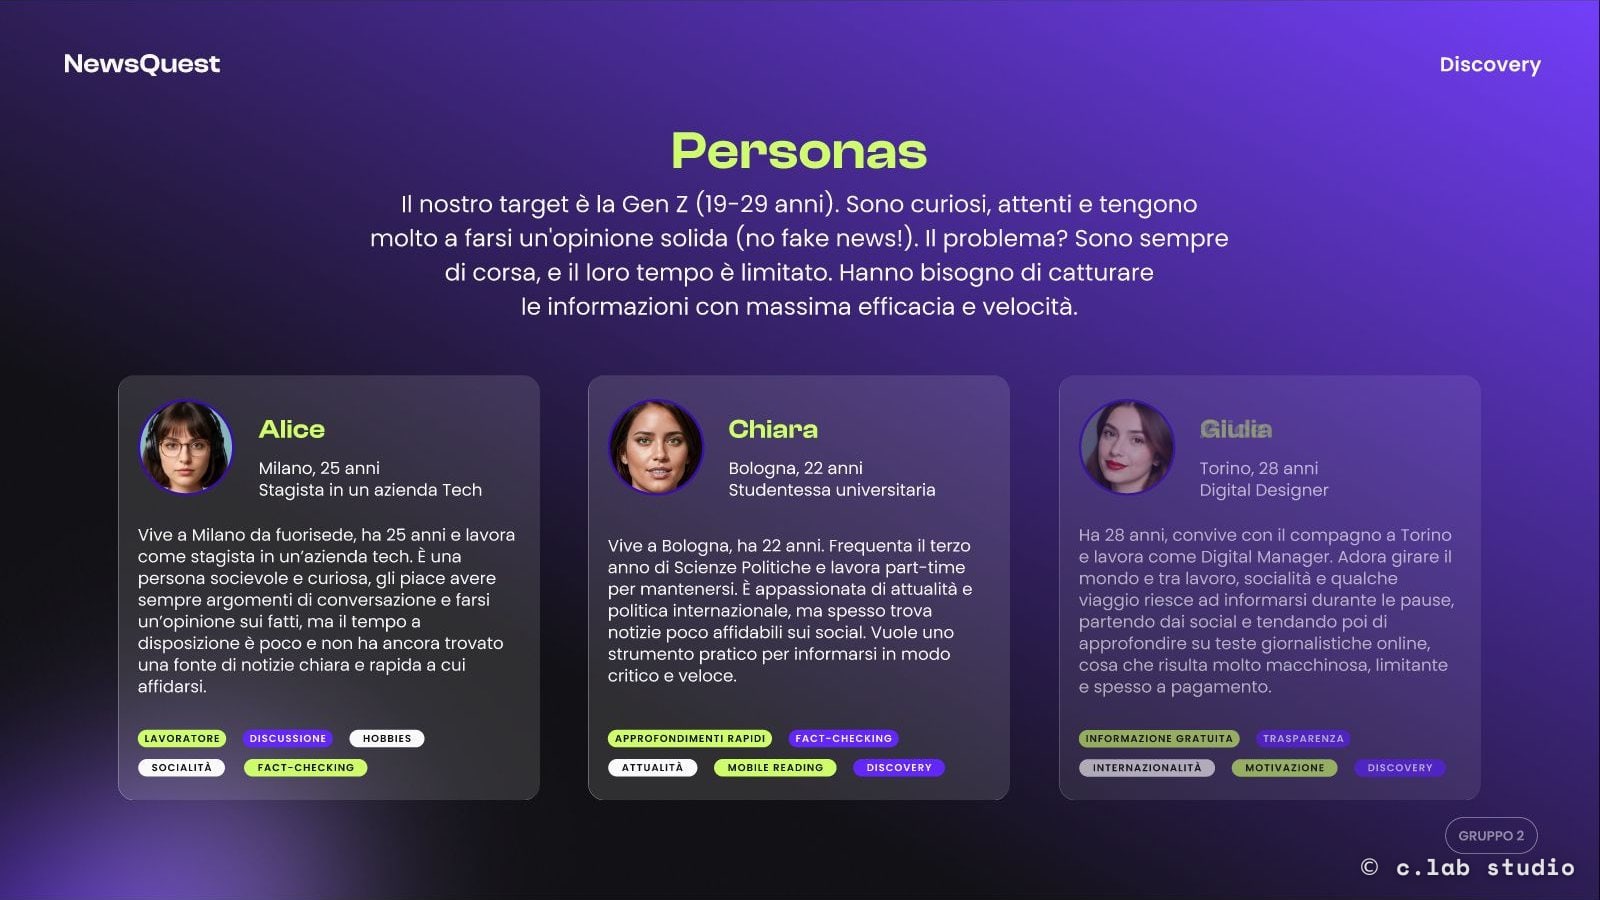 NewsQuest
Discovery
Personas
Il nostro target è la Gen Z (19-29 anni). Sono curiosi, attenti e tengono
molto a farsi un'opinione solida (no fake news!). Il problema? Sono sempre
di corsa, e il loro tempo è limitato. Hanno bisogno di catturare
le informazioni con massima efficacia e velocità.
Alice
Milano, 25 anni
Stagista in un azienda Tech
Vive a Milano da fuorisede, ha 25 anni e lavora
come stagista in un’azienda tech. È una
persona socievole e curiosa, gli piace avere
sempre argomenti di conversazione e farsi
un’opinione sui fatti, ma il tempo a
disposizione è poco e non ha ancora trovato
una fonte di notizie chiara e rapida a cui
affidarsi.
LAVORATORE
DISCUSSIONE
HOBBIES
SOCIALITÀ
FACT-CHECKING
Chiara
Bologna, 22 anni
Studentessa universitaria
Vive a Bologna, ha 22 anni. Frequenta il terzo
anno di Scienze Politiche e lavora part-time
per mantenersi. È appassionata di attualità e
politica internazionale, ma spesso trova
notizie poco affidabili sui social. Vuole uno
strumento pratico per informarsi in modo
critico e veloce.
APPROFONDIMENTI RAPIDI
FACT-CHECKING
ATTUALITÀ
MOBILE READING
DISCOVERY
Giulia
Torino, 28 anni
Digital Designer
Ha 28 anni, convive con il compagno a Torino
e lavora come Digital Manager. Adora girare il
mondo e tra lavoro, socialità e qualche
viaggio riesce ad informarsi durante le pause,
partendo dai social e tendando poi di
approfondire su teste giornalistiche online,
cosa che risulta molto macchinosa, limitante
e spesso a pagamento.
INFORMAZIONE GRATUITA
TRASPARENZA
INTERNAZIONALITÀ
MOTIVAZIONE
DISCOVERY
GRUPPO 2
© c.lab studio